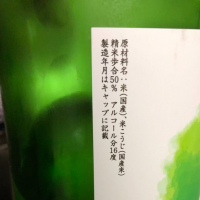 原材料名:米(国産)、米こうじ(国産米)
精米歩合50% アルコール分16度
製造年月はキャップに記載